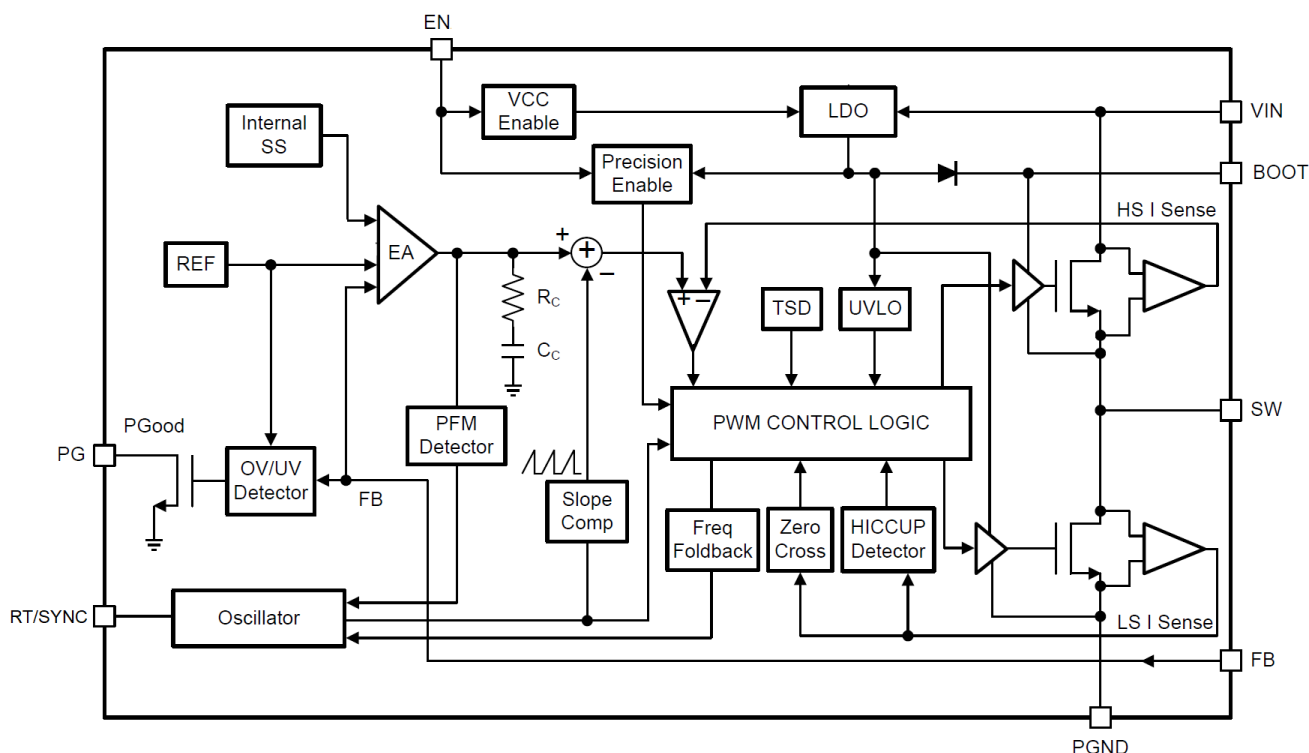 EN
VCC
Enable
LDO
VIN
Internal
SS
Precision
Enable
BOOT
HS I Sense
EA
REF
+
+
−
+ −
R_C
TSD
UVLO
C_C
PWM CONTROL LOGIC
SW
PGood
PG
PFM
Detector
OV/UV
Detector
FB
Slope
Comp
Freq
Foldback
Zero
Cross
HICCUP
Detector
RT/SYNC
Oscillator
LS I Sense
FB
PGND